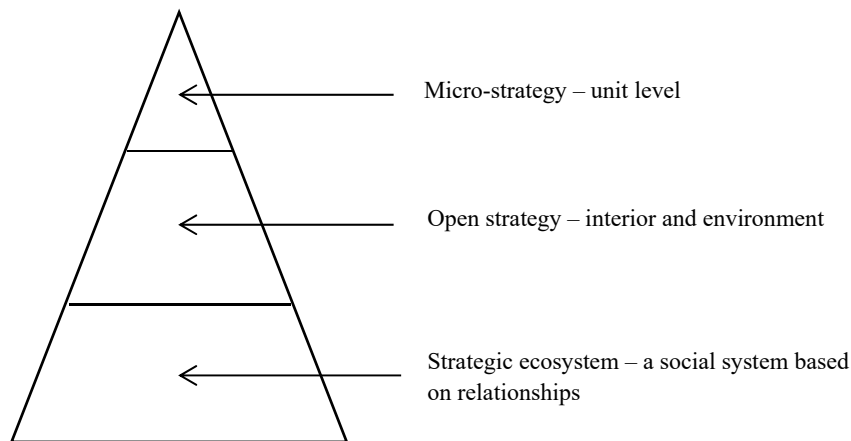 Micro-strategy – unit level
Open strategy – interior and environment
Strategic ecosystem – a social system based
on relationships